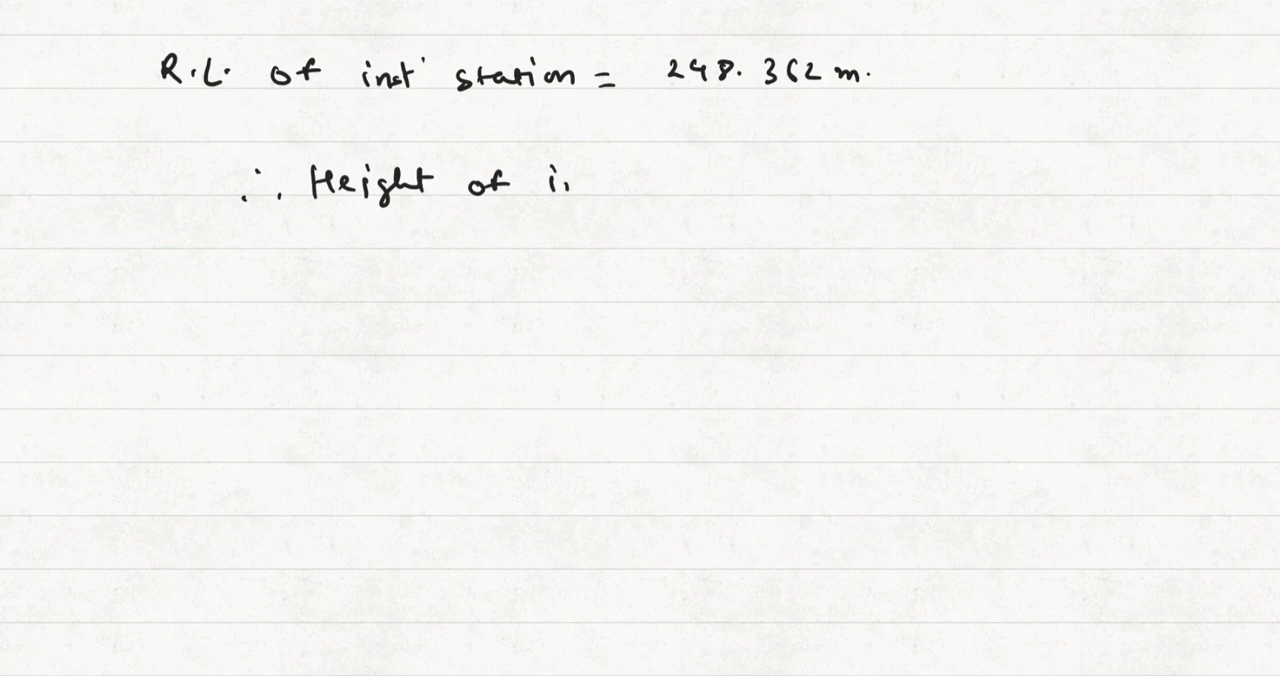 R.L. of inst' station = 248.362 m.
∴ Height of i